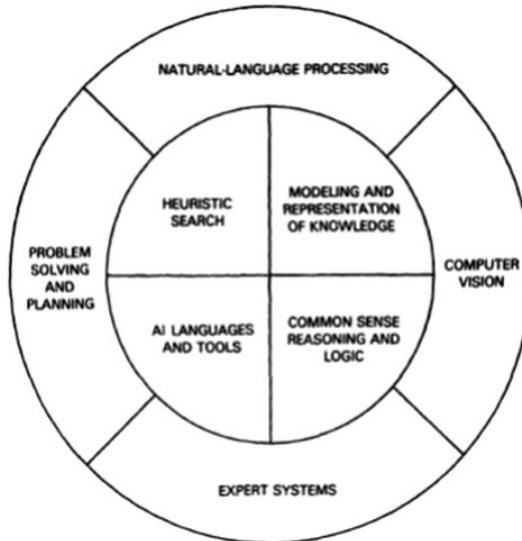 NATURAL-LANGUAGE PROCESSING
HEURISTIC
SEARCH
MODELING AND
REPRESENTATION
OF KNOWLEDGE
PROBLEM
SOLVING
AND
PLANNING
COMPUTER
VISION
AI LANGUAGES
AND TOOLS
COMMON SENSE
REASONING AND
LOGIC
EXPERT SYSTEMS